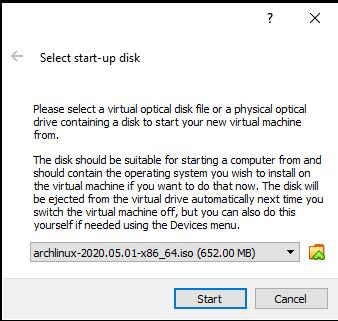 ?
Select start-up disk
Please select a virtual optical disk file or a physical optical
drive containing a disk to start your new virtual machine
from.
The disk should be suitable for starting a computer from and
should contain the operating system you wish to install on
the virtual machine if you want to do that now. The disk will
be ejected from the virtual drive automatically next time you
switch the virtual machine off, but you can also do this
yourself if needed using the Devices menu.
archlinux-2020.05.01-x86_64.iso (652.00 MB)
Start Cancel